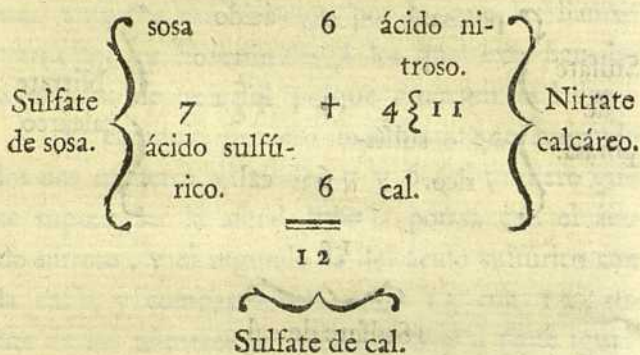 sosa 6 ácido ni-
troso.
Sulfate 7 + 4 { 11 Nitrate
de sosa. calcáreo.
ácido sulfú-
rico. 6 cal.
12
Sulfate de cal.